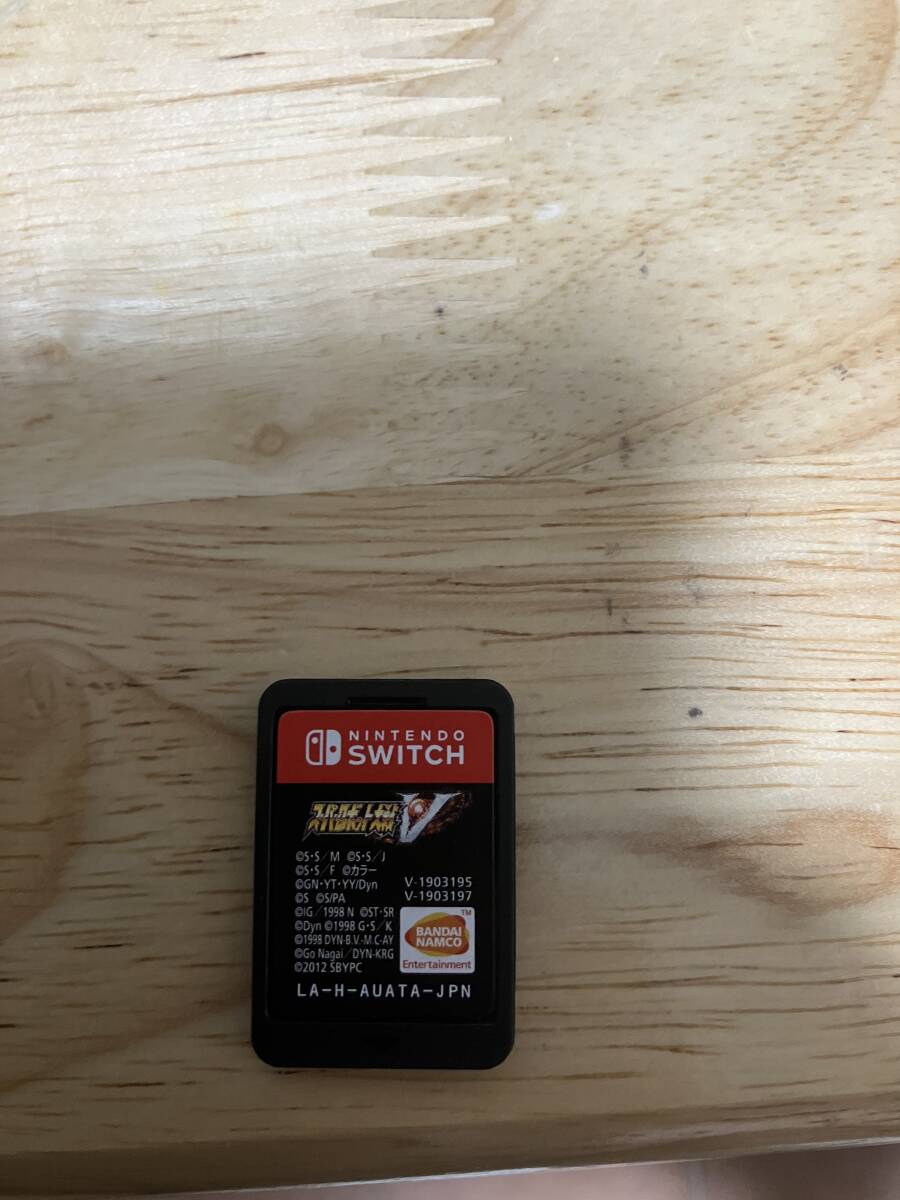 NINTENDO
SWITCH
スーパーロボット大戦V
©S・S/M ©S・S/J
©S・S/F ©カラー
©GN・YT・YY/Dyn
©S ©S/PA
©IG/1998 N ©ST・SR
©Dyn ©1998 G・S/K
©1998 DYN-B.V.-M.C-AY
©Go Nagai/DYN-KRG
©2012 SBYPC
V-1903195
V-1903197
TM
BANDAI
NAMCO
Entertainment
LA-H-AUATA-JPN